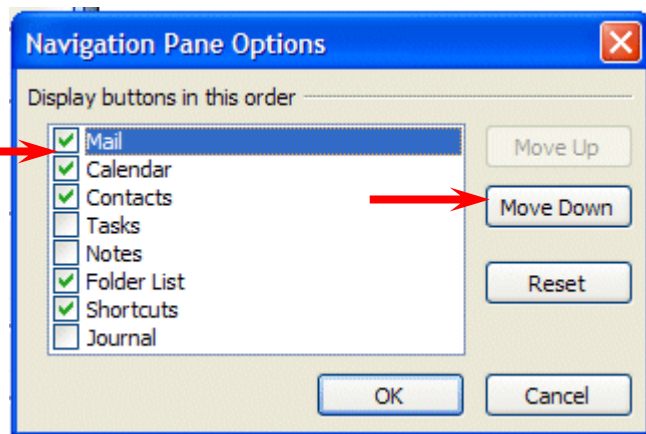 Navigation Pane Options
Display buttons in this order
Mail
Calendar
Contacts
Tasks
Notes
Folder List
Shortcuts
Journal
Move Up
Move Down
Reset
OK
Cancel